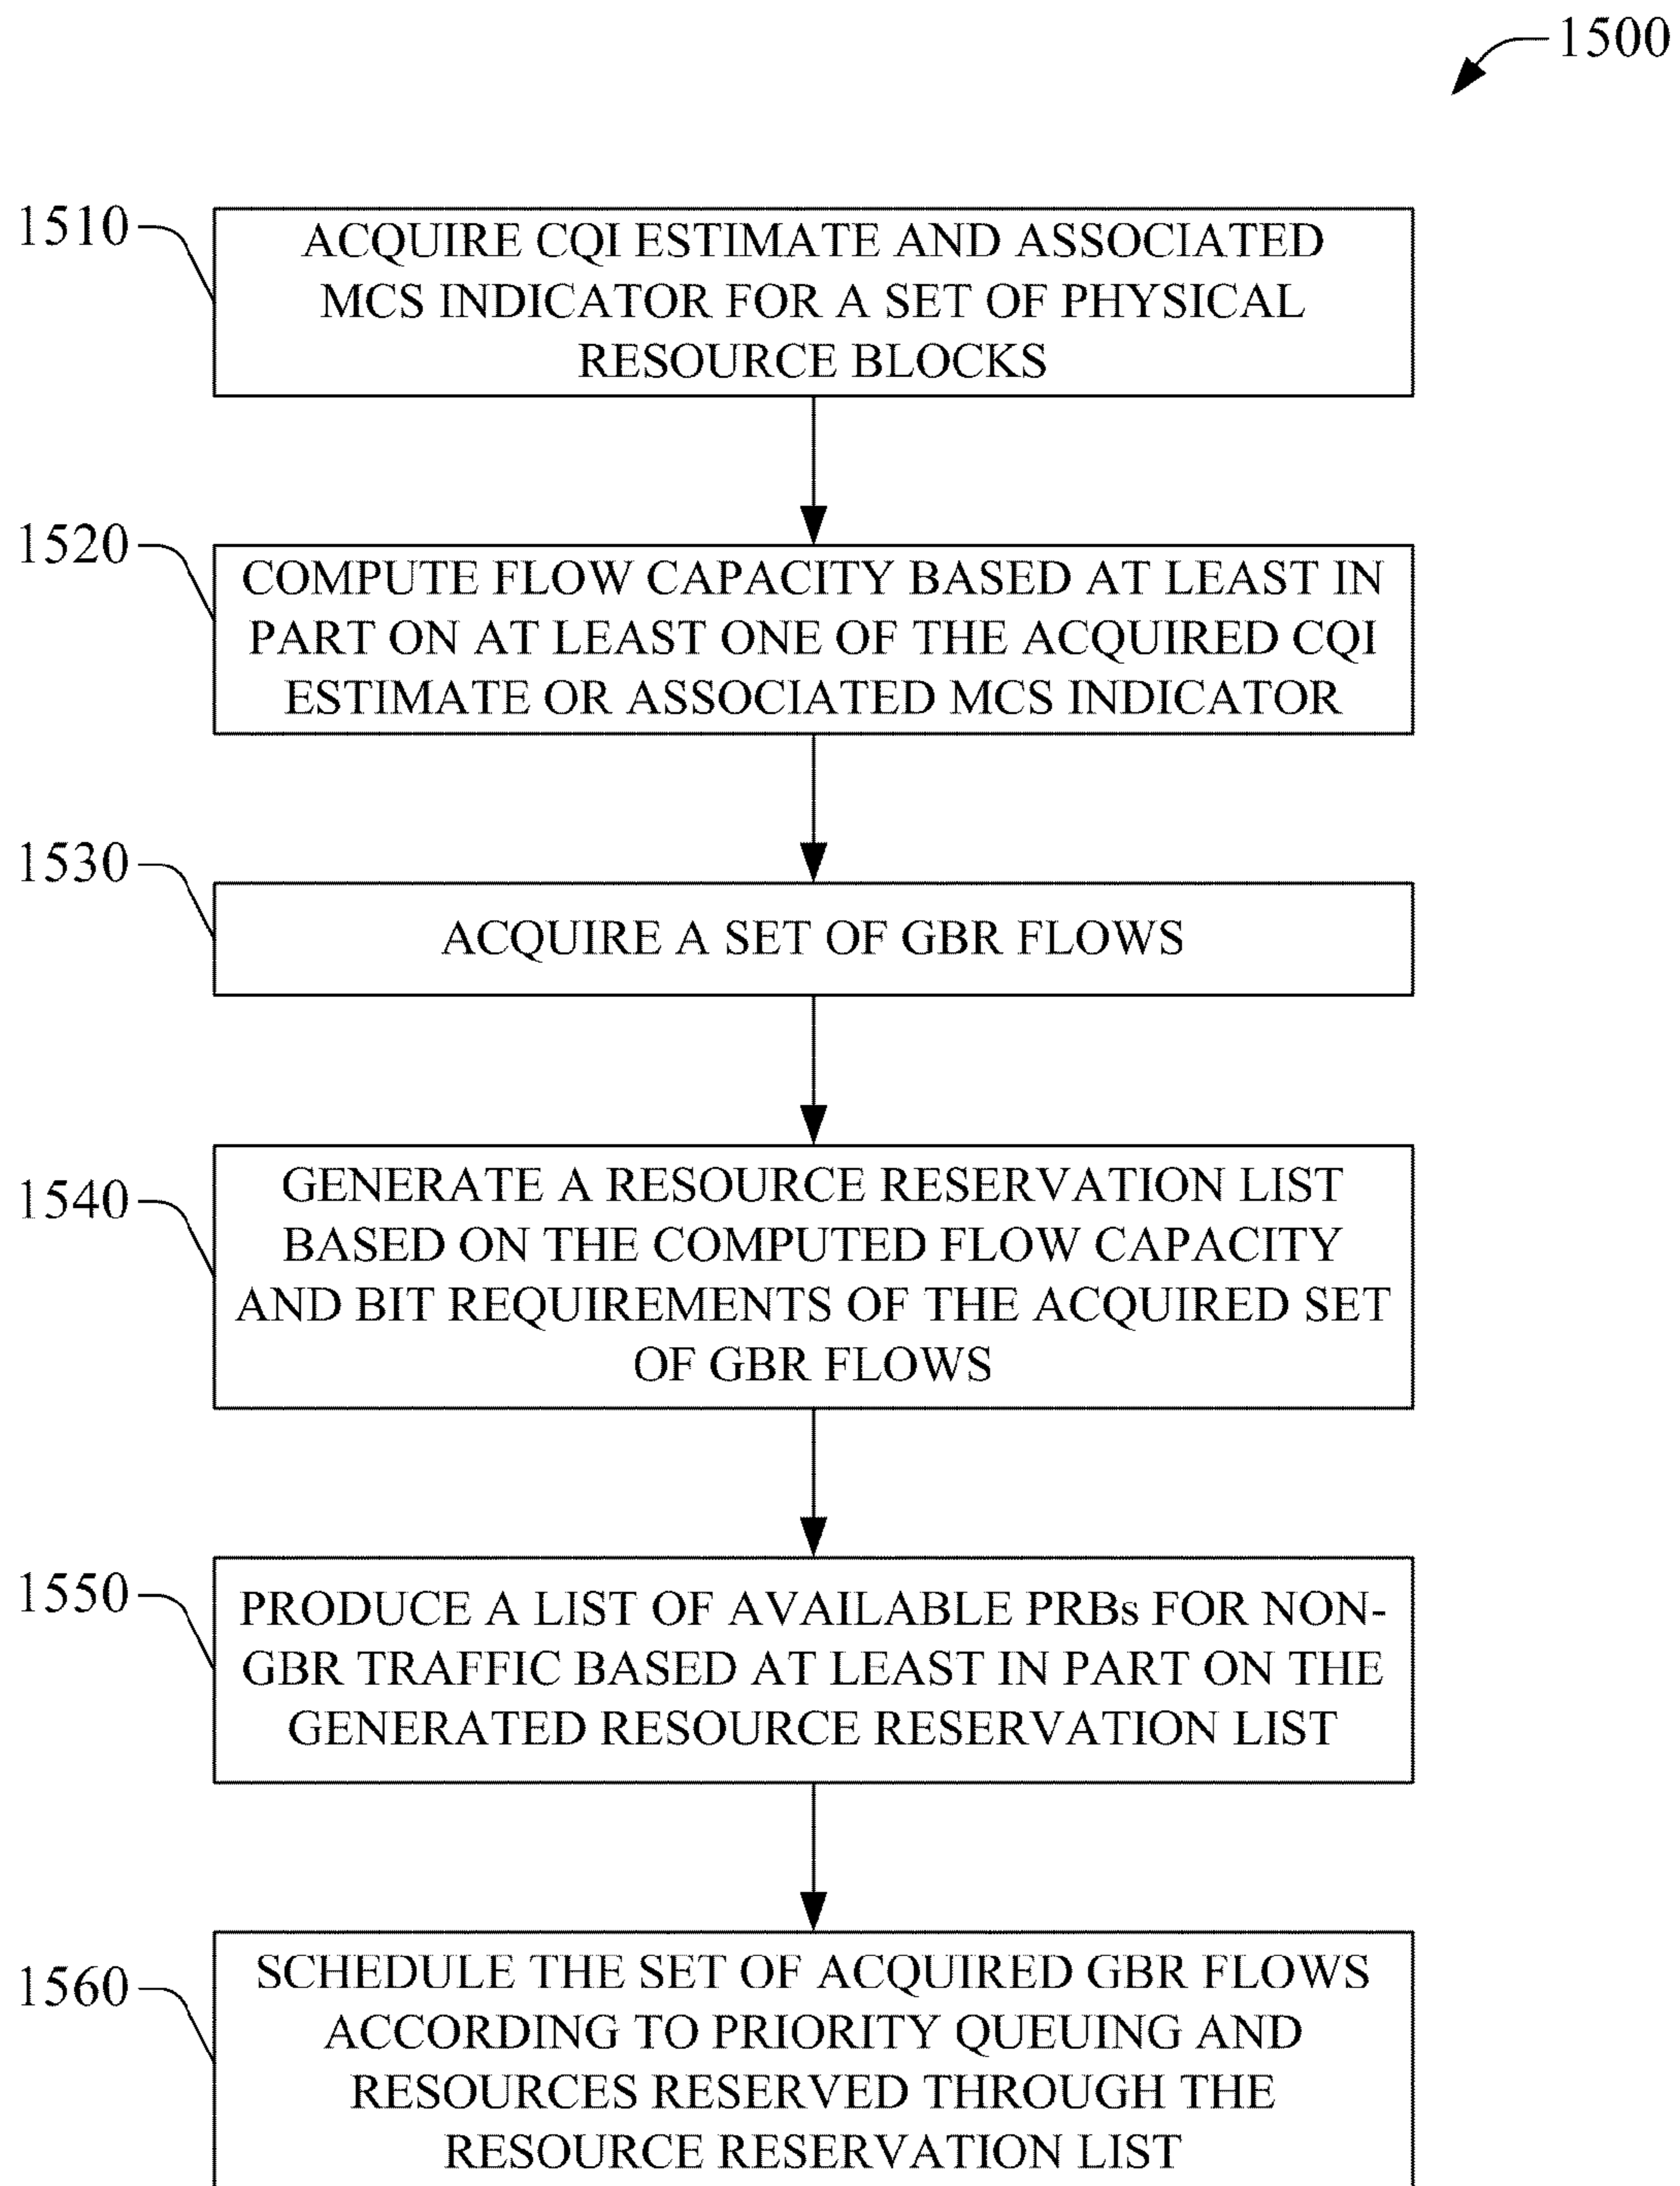 1500
1510
ACQUIRE CQI ESTIMATE AND ASSOCIATED
MCS INDICATOR FOR A SET OF PHYSICAL
RESOURCE BLOCKS
1520
COMPUTE FLOW CAPACITY BASED AT LEAST IN
PART ON AT LEAST ONE OF THE ACQUIRED CQI
ESTIMATE OR ASSOCIATED MCS INDICATOR
1530
ACQUIRE A SET OF GBR FLOWS
1540
GENERATE A RESOURCE RESERVATION LIST
BASED ON THE COMPUTED FLOW CAPACITY
AND BIT REQUIREMENTS OF THE ACQUIRED SET
OF GBR FLOWS
1550
PRODUCE A LIST OF AVAILABLE PRBs FOR NON-
GBR TRAFFIC BASED AT LEAST IN PART ON THE
GENERATED RESOURCE RESERVATION LIST
1560
SCHEDULE THE SET OF ACQUIRED GBR FLOWS
ACCORDING TO PRIORITY QUEUING AND
RESOURCES RESERVED THROUGH THE
RESOURCE RESERVATION LIST